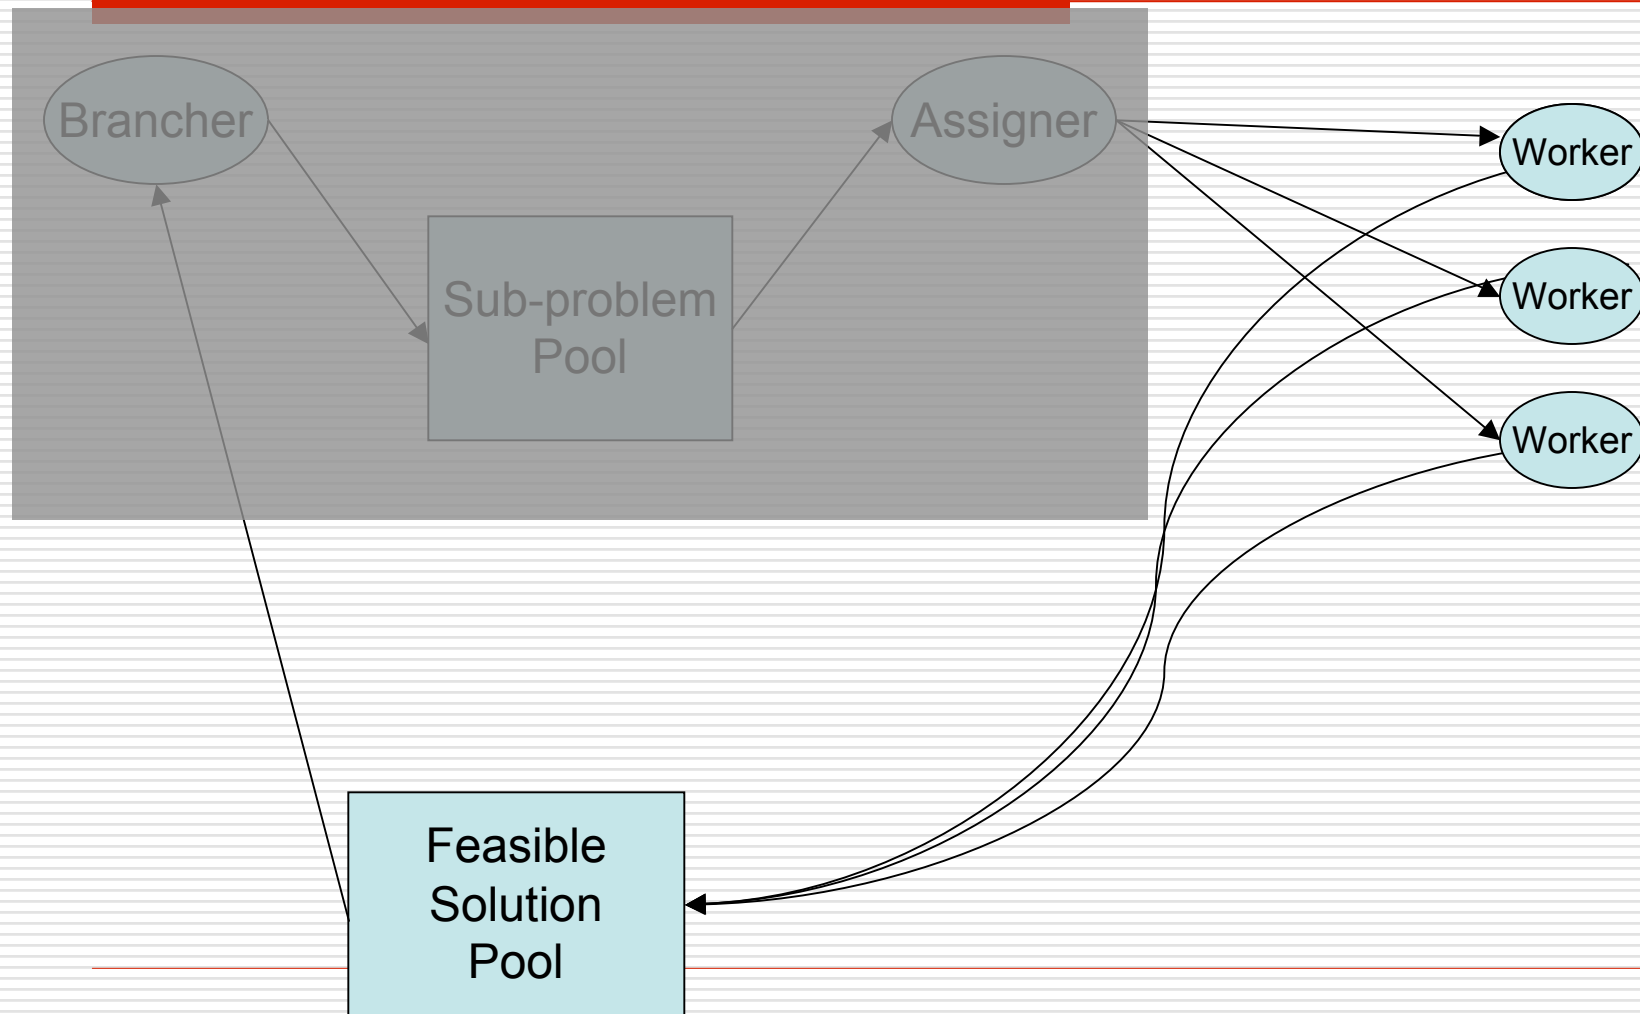 Brancher
Assigner
Worker
Sub-problem
Pool
Worker
Worker
Feasible
Solution
Pool